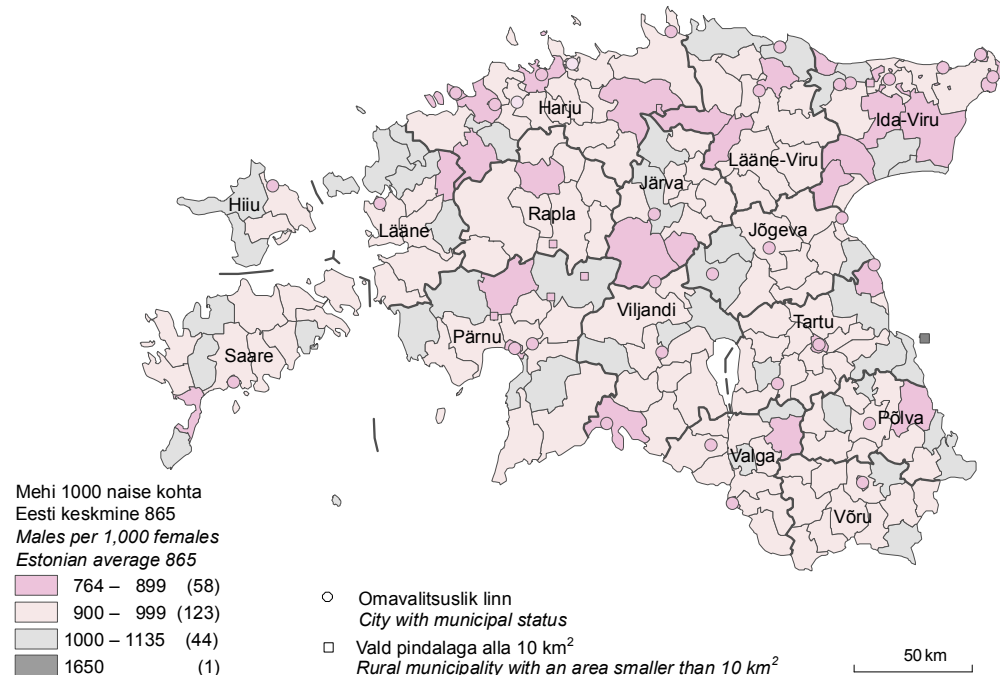 Harju
Ida-Viru
Lääne-Viru
Järva
Hiiu
Rapla
Lääne
Jõgeva
Viljandi
Tartu
Pärnu
Saare
Põlva
Valga
Võru
Mehi 1000 naise kohta
Eesti keskmine 865
Males per 1,000 females
Estonian average 865
764 – 899 (58)
900 – 999 (123)
1000 – 1135 (44)
1650 (1)
Omavalitsuslik linn
City with municipal status
Vald pindalaga alla 10 km²
Rural municipality with an area smaller than 10 km²
50 km